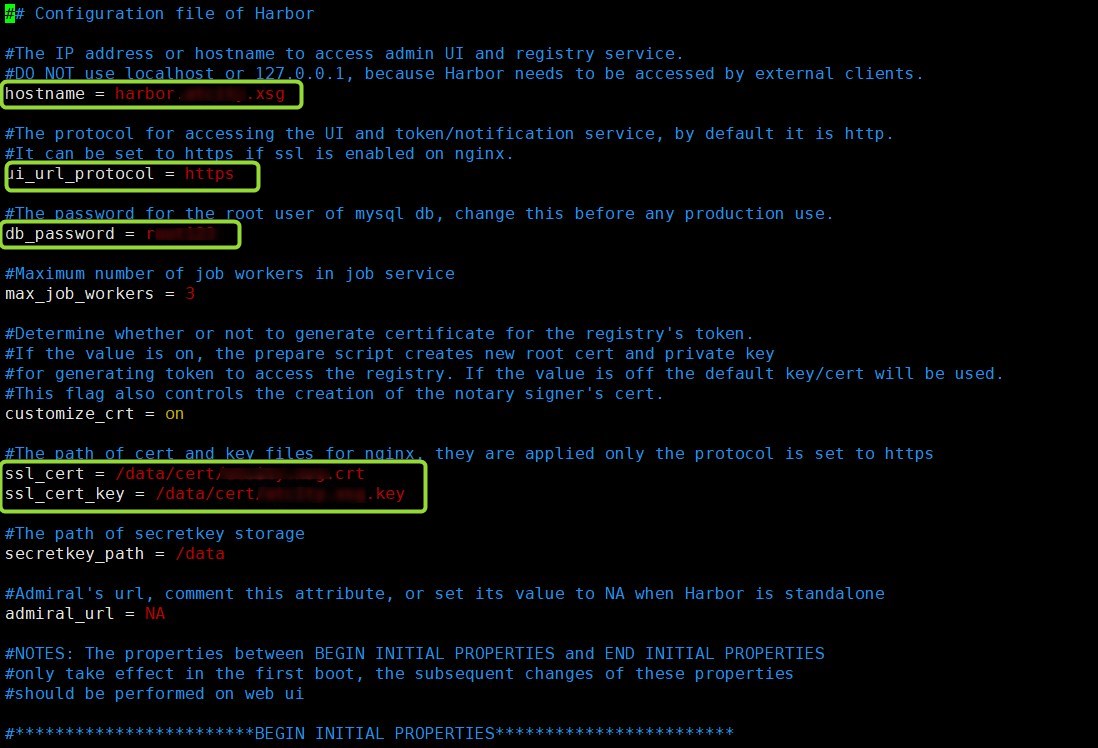 ## Configuration file of Harbor
#The IP address or hostname to access admin UI and registry service.
#DO NOT use localhost or 127.0.0.1, because Harbor needs to be accessed by external clients.
hostname = harbor. .xsg
#The protocol for accessing the UI and token/notification service, by default it is http.
#It can be set to https if ssl is enabled on nginx.
ui_url_protocol = https
#The password for the root user of mysql db, change this before any production use.
db_password =
#Maximum number of job workers in job service
max_job_workers = 3
#Determine whether or not to generate certificate for the registry's token.
#If the value is on, the prepare script creates new root cert and private key
#for generating token to access the registry. If the value is off the default key/cert will be used.
#This flag also controls the creation of the notary signer's cert.
customize_crt = on
#The path of cert and key files for nginx, they are applied only the protocol is set to https
ssl_cert = /data/cert/ .crt
ssl_cert_key = /data/cert/ .key
#The path of secretkey storage
secretkey_path = /data
#Admiral's url, comment this attribute, or set its value to NA when Harbor is standalone
admiral_url = NA
#NOTES: The properties between BEGIN INITIAL PROPERTIES and END INITIAL PROPERTIES
#only take effect in the first boot, the subsequent changes of these properties
#should be performed on web ui
#************************BEGIN INITIAL PROPERTIES************************